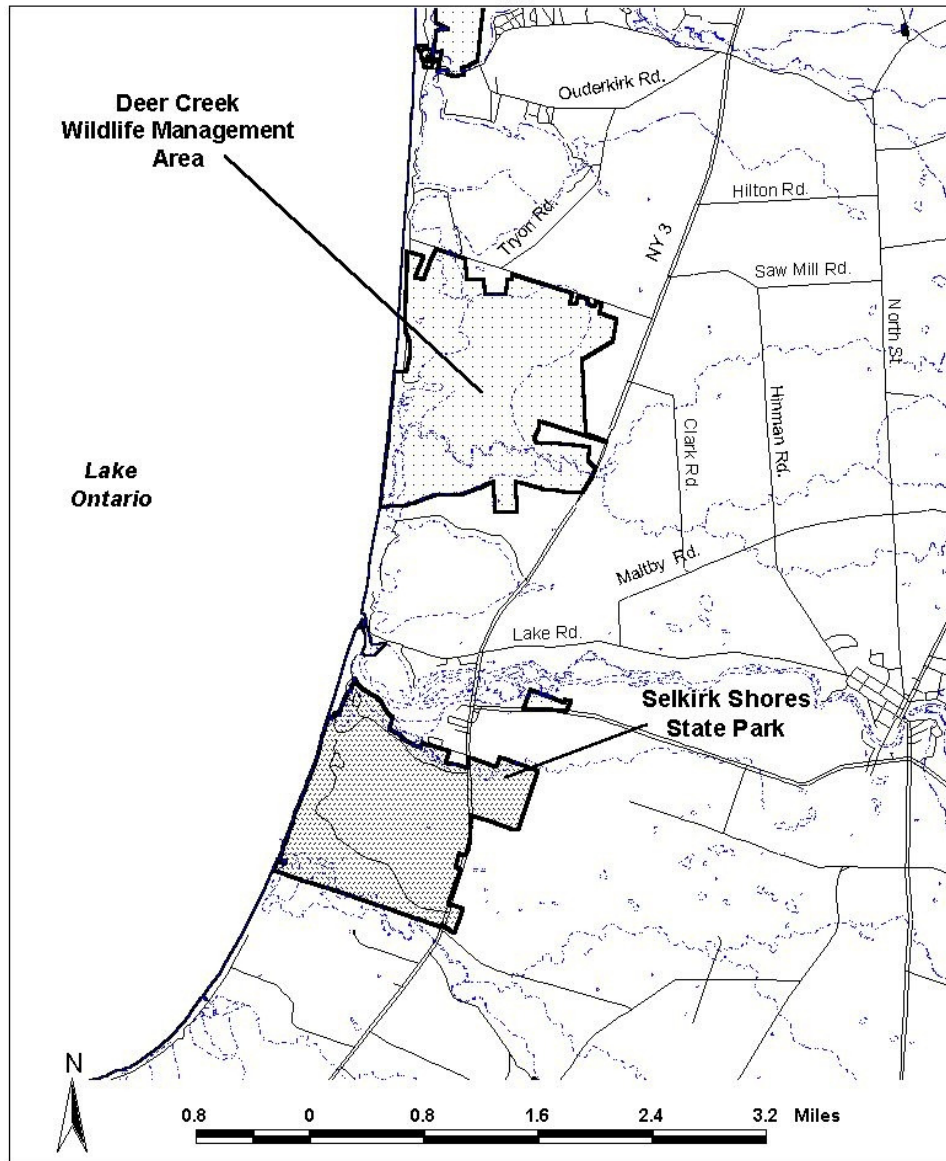 Ouderkirk Rd.
Deer Creek
Wildlife Management
Area
Hilton Rd.
Tryon Rd.
NY 3
Saw Mill Rd.
North St.
Hinman Rd.
Clark Rd.
Lake
Ontario
Maltby Rd.
Lake Rd.
Selkirk Shores
State Park
N
0.8 0 0.8 1.6 2.4 3.2 Miles